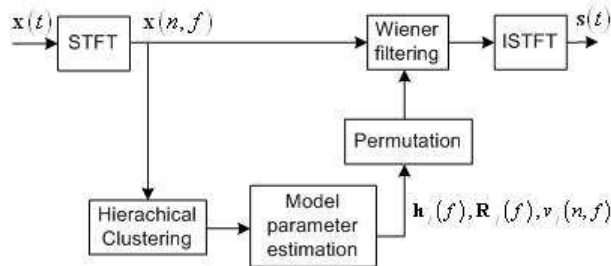 x(t)
STFT
x(n, f)
Wiener
filtering
ISTFT
s(t)
Permutation
Hierachical
Clustering
Model
parameter
estimation
h_j(f), R_j(f), v_j(n, f)